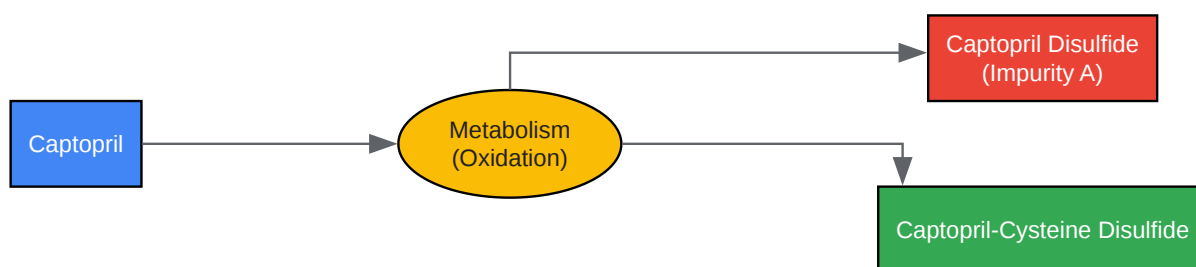 Captopril
Metabolism
(Oxidation)
Captopril Disulfide
(Impurity A)
Captopril-Cysteine Disulfide